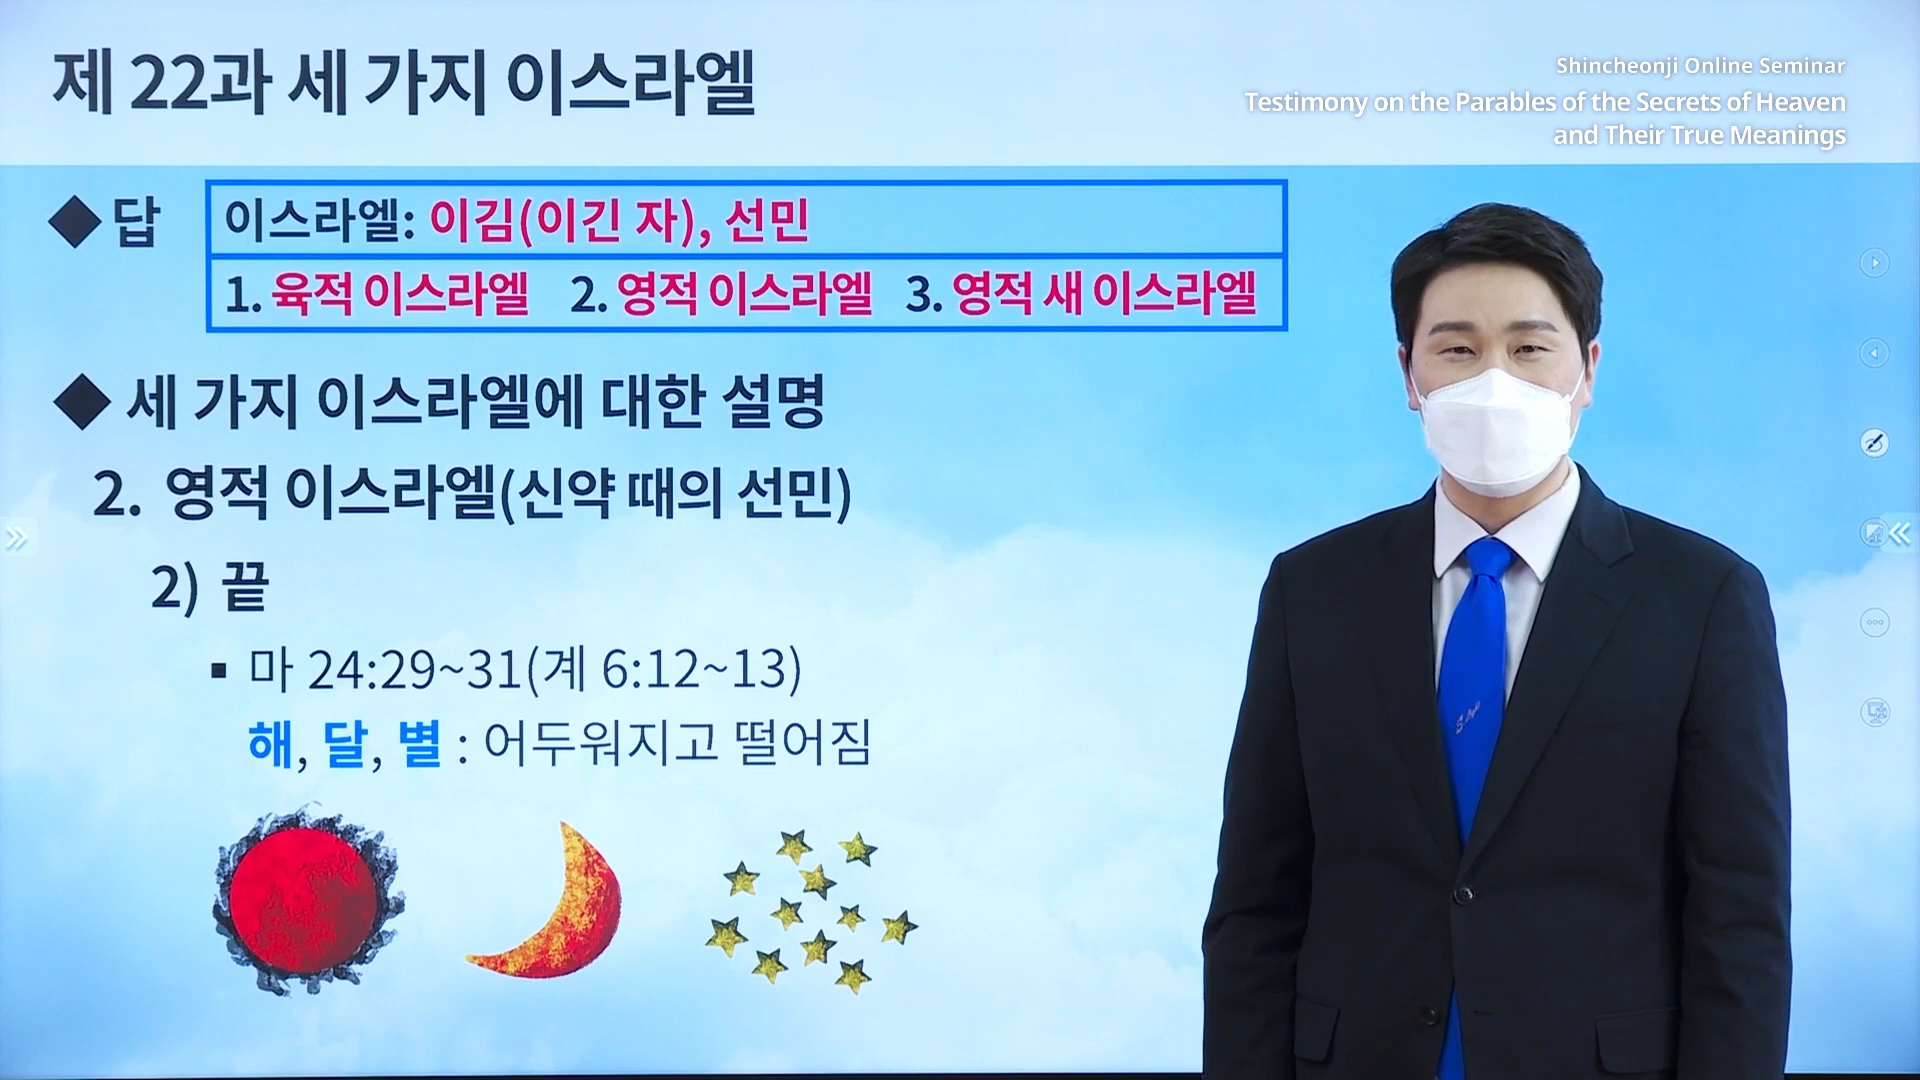 제 22과 세 가지 이스라엘
Shincheonji Online Seminar
Testimony on the Parables of the Secrets of Heaven
and Their True Meanings
◆ 답
이스라엘: 이김(이긴 자), 선민
1. 육적 이스라엘 2. 영적 이스라엘 3. 영적 새 이스라엘
◆ 세 가지 이스라엘에 대한 설명
2. 영적 이스라엘(신약 때의 선민)
2) 끝
▪ 마 24:29~31(계 6:12~13)
해, 달, 별 : 어두워지고 떨어짐